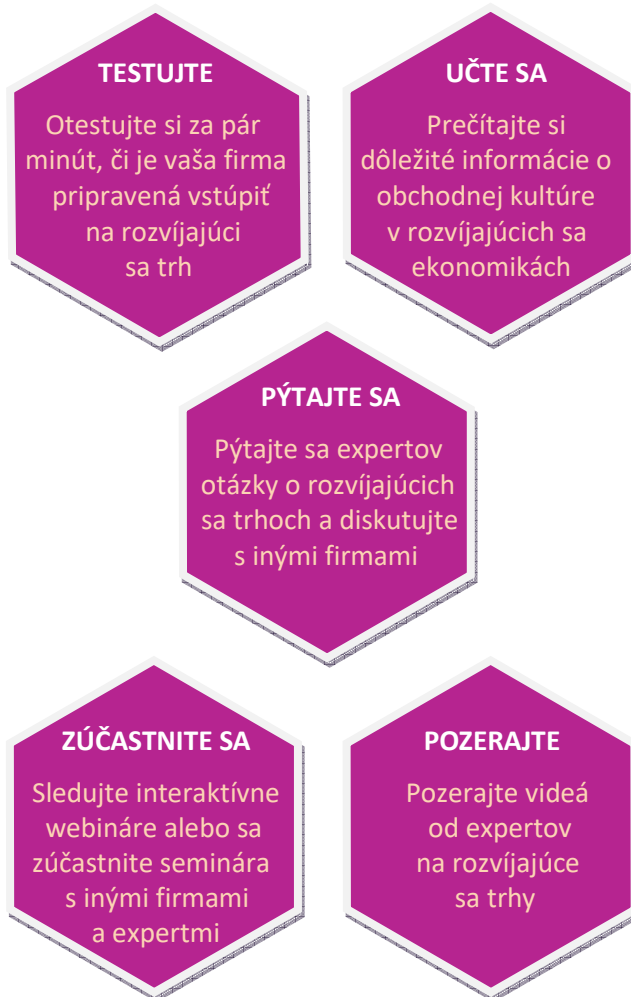 TESTUJTE
Otestujte si za pár
minút, či je vaša firma
pripravená vstúpiť
na rozvíjajúci
sa trh
UČTE SA
Prečítajte si
dôležité informácie o
obchodnej kultúre
v rozvíjajúcich sa
ekonomikách
PÝTAJTE SA
Pýtajte sa expertov
otázky o rozvíjajúcich
sa trhoch a diskutujte
s inými firmami
ZÚČASTNITE SA
Sledujte interaktívne
webináre alebo sa
zúčastnite seminára
s inými firmami
a expertmi
POZERAJTE
Pozerajte videá
od expertov
na rozvíjajúce
sa trhy